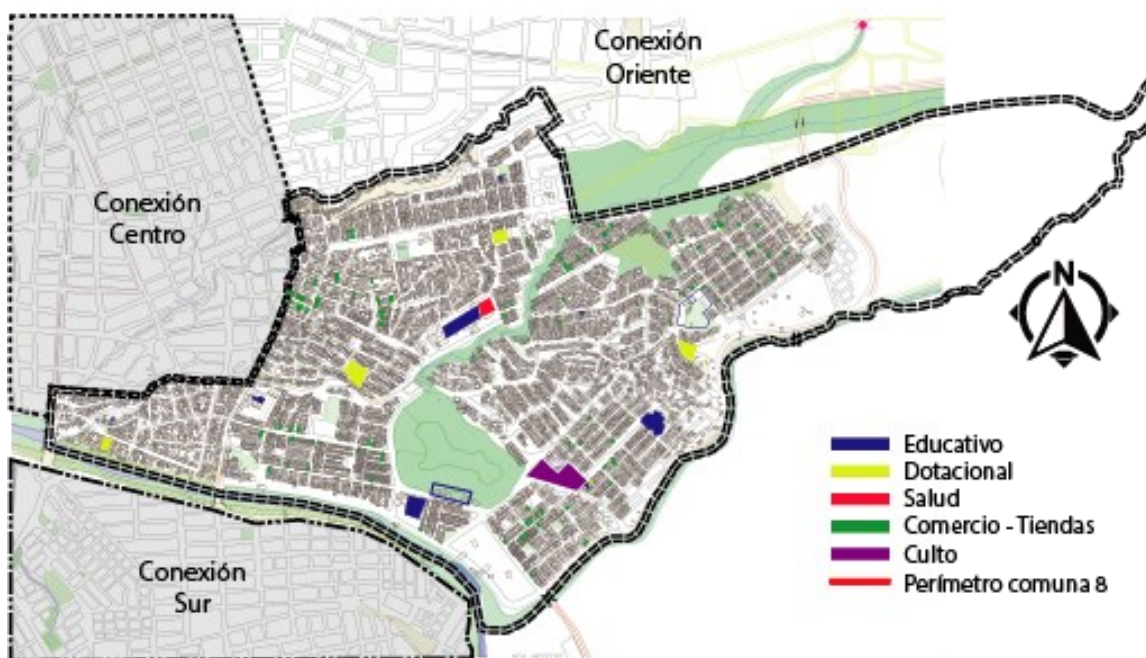 Conexión
Oriente
Conexión
Centro
N
Educativo
Dotacional
Salud
Comercio - Tiendas
Culto
Perímetro comuna 8
Conexión
Sur